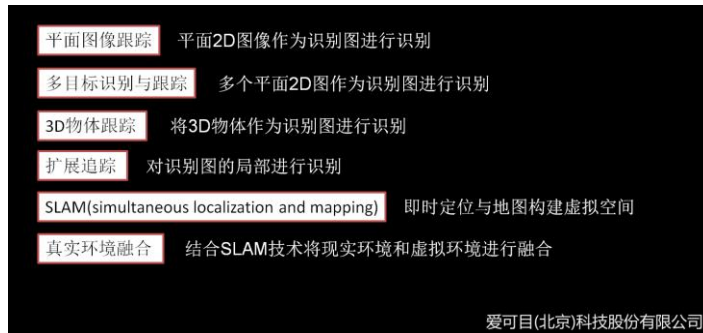 平面图像跟踪 平面2D图像作为识别图进行识别
多目标识别与跟踪 多个平面2D图作为识别图进行识别
3D物体跟踪 将3D物体作为识别图进行识别
扩展追踪 对识别图的局部进行识别
SLAM(simultaneous localization and mapping) 即时定位与地图构建虚拟空间
真实环境融合 结合SLAM技术将现实环境和虚拟环境进行融合
爱可目(北京)科技股份有限公司